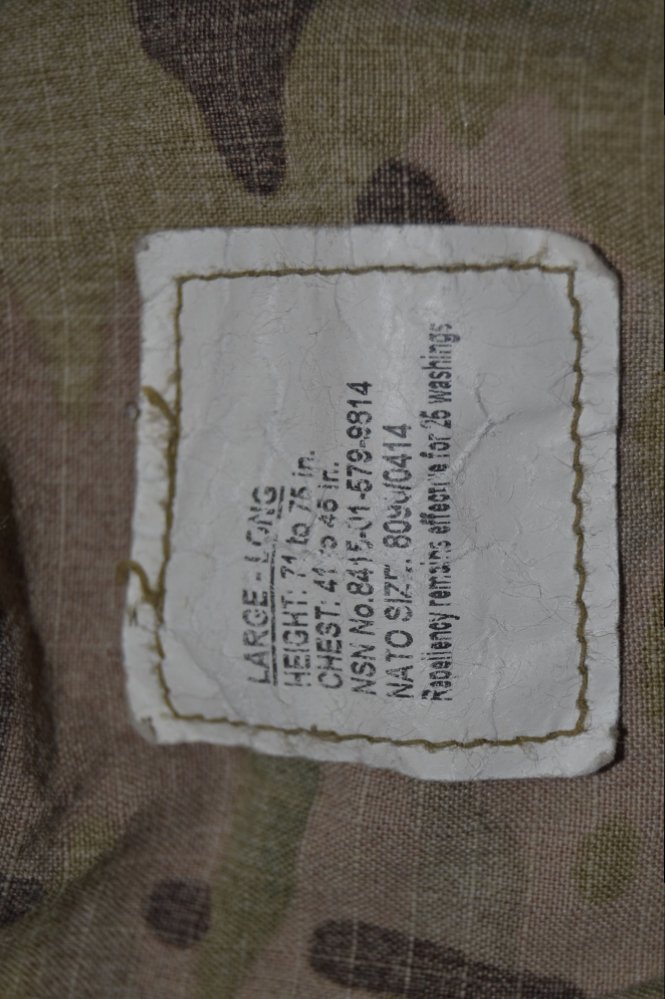 LARGE - LONG
HEIGHT: 71 to 75 in.
CHEST: 41 to 45 in.
NSN No.8415-01-579-9814
NATO SIZE: 8090/0414
Repellency remains effective for 25 washings